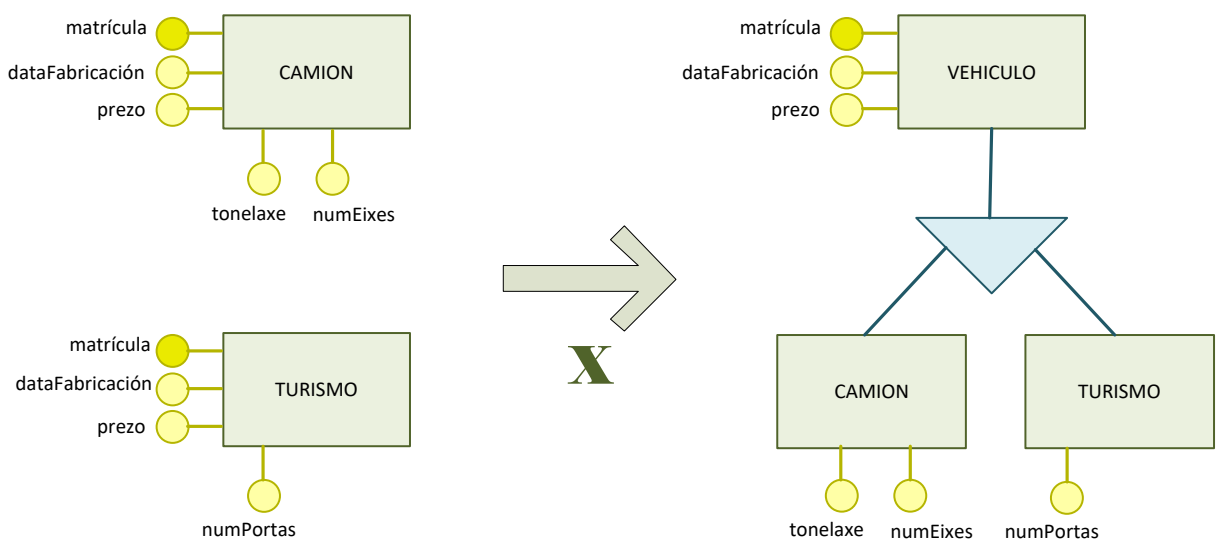 matrícula
dataFabricación
prezo
CAMION
tonelaxe
numEixes
matrícula
dataFabricación
prezo
TURISMO
numPortas
X
matrícula
dataFabricación
prezo
VEHICULO
CAMION
tonelaxe
numEixes
TURISMO
numPortas